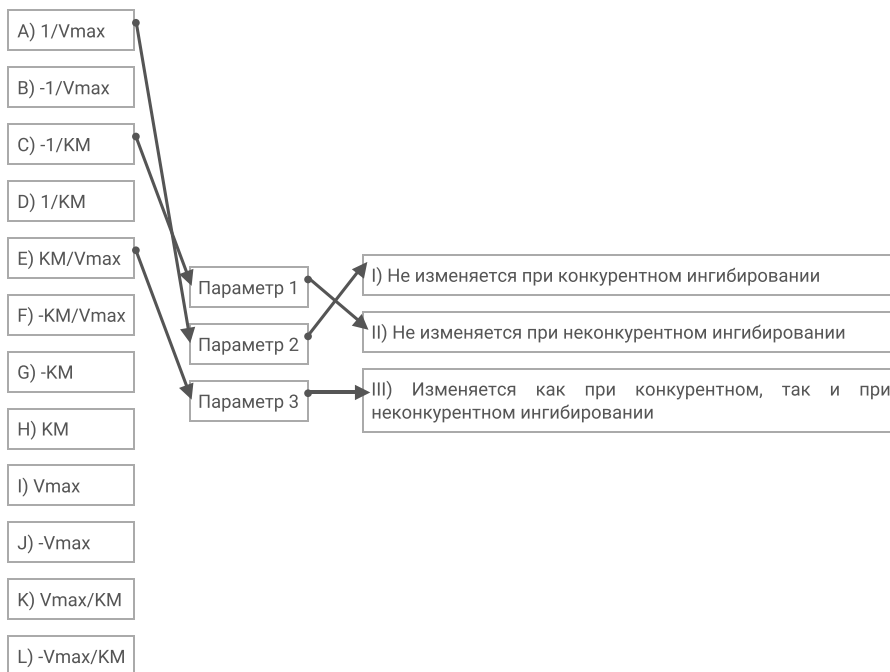 A) 1/Vmax
B) -1/Vmax
C) -1/KM
D) 1/KM
E) KM/Vmax
F) -KM/Vmax
G) -KM
H) KM
I) Vmax
J) -Vmax
K) Vmax/KM
L) -Vmax/KM
Параметр 1
Параметр 2
Параметр 3
I) Не изменяется при конкурентном ингибировании
II) Не изменяется при неконкурентном ингибировании
III) Изменяется как при конкурентном, так и при
неконкурентном ингибировании